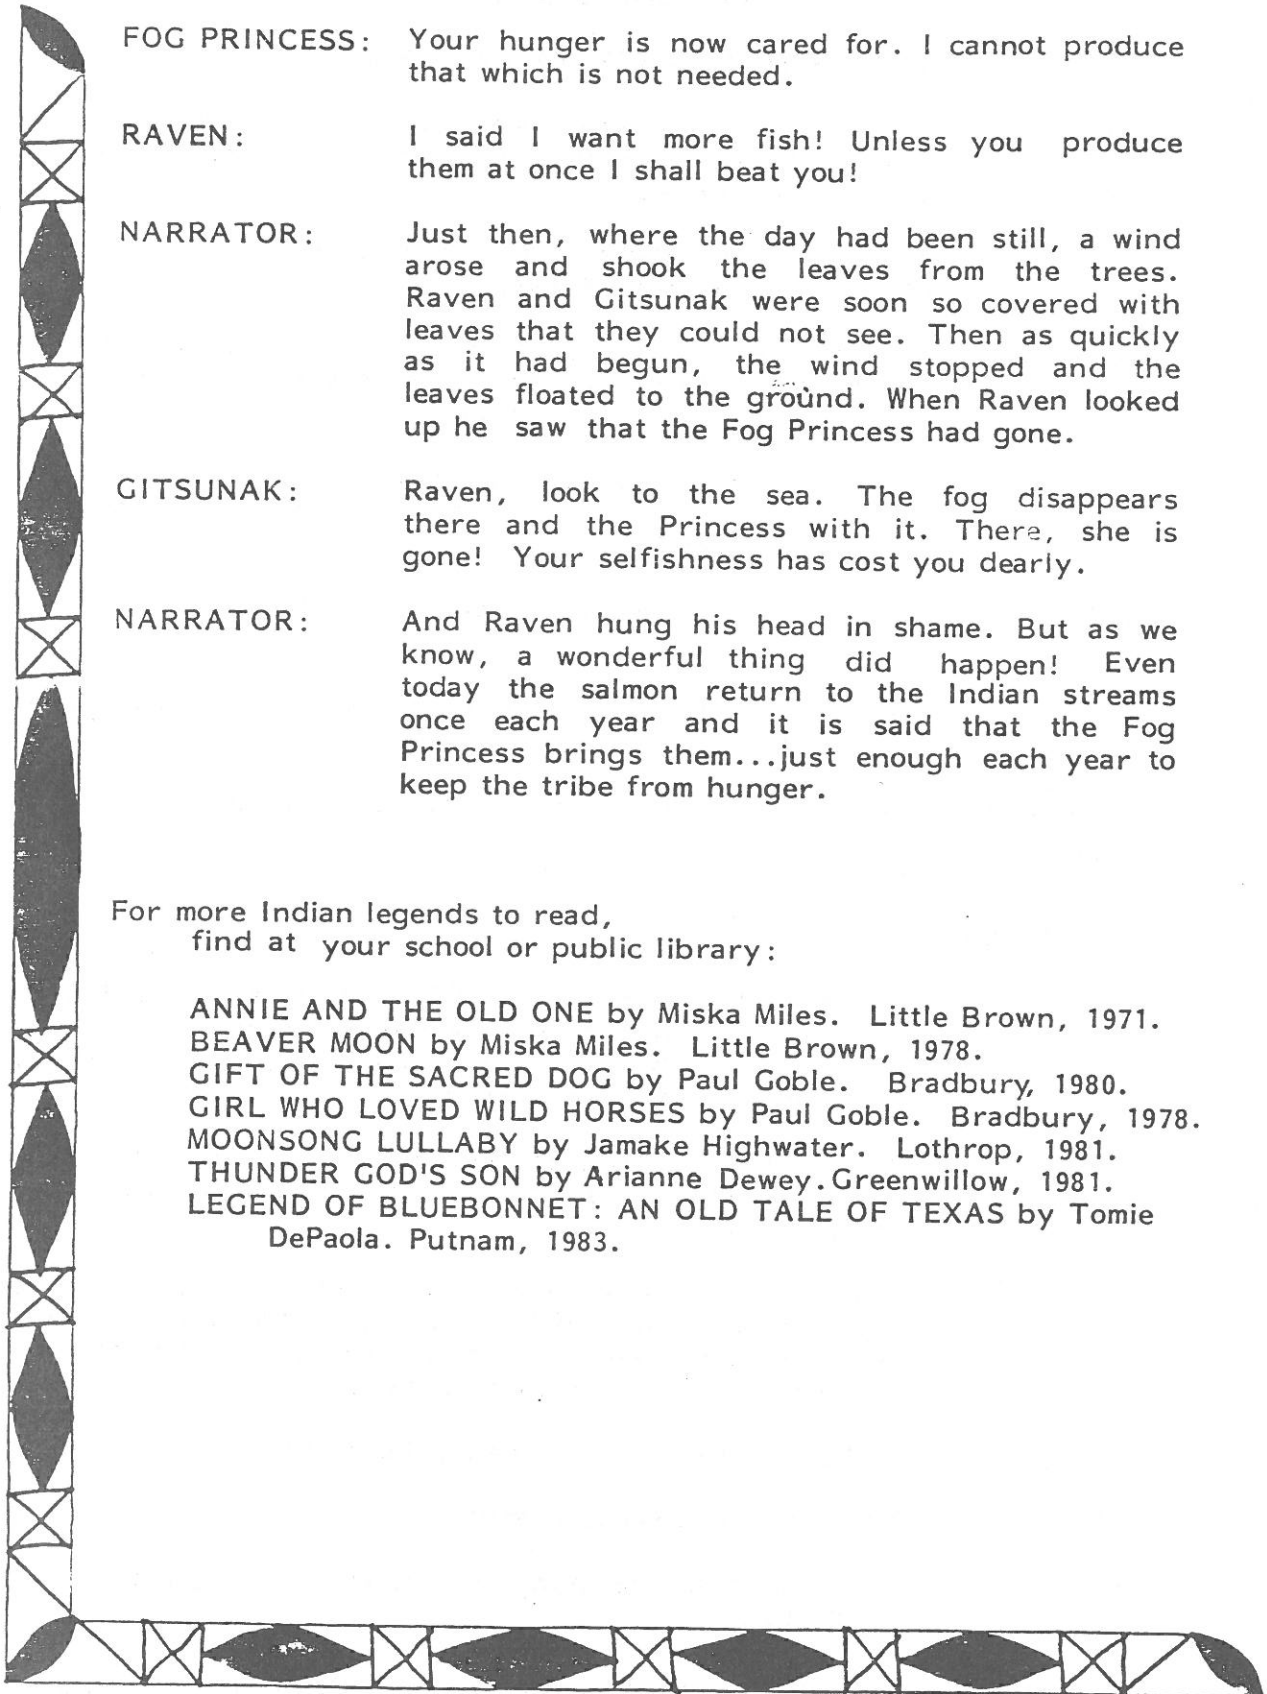 FOG PRINCESS: Your hunger is now cared for. I cannot produce
that which is not needed.
RAVEN: I said I want more fish! Unless you produce
them at once I shall beat you!
NARRATOR: Just then, where the day had been still, a wind
arose and shook the leaves from the trees.
Raven and Gitsunak were soon so covered with
leaves that they could not see. Then as quickly
as it had begun, the wind stopped and the
leaves floated to the ground. When Raven looked
up he saw that the Fog Princess had gone.
GITSUNAK: Raven, look to the sea. The fog disappears
there and the Princess with it. There, she is
gone! Your selfishness has cost you dearly.
NARRATOR: And Raven hung his head in shame. But as we
know, a wonderful thing did happen! Even
today the salmon return to the Indian streams
once each year and it is said that the Fog
Princess brings them...just enough each year to
keep the tribe from hunger.
For more Indian legends to read,
find at your school or public library:
ANNIE AND THE OLD ONE by Miska Miles. Little Brown, 1971.
BEAVER MOON by Miska Miles. Little Brown, 1978.
GIFT OF THE SACRED DOG by Paul Goble. Bradbury, 1980.
GIRL WHO LOVED WILD HORSES by Paul Goble. Bradbury, 1978.
MOONSONG LULLABY by Jamake Highwater. Lothrop, 1981.
THUNDER GOD'S SON by Arianne Dewey.Greenwillow, 1981.
LEGEND OF BLUEBONNET: AN OLD TALE OF TEXAS by Tomie
DePaola. Putnam, 1983.